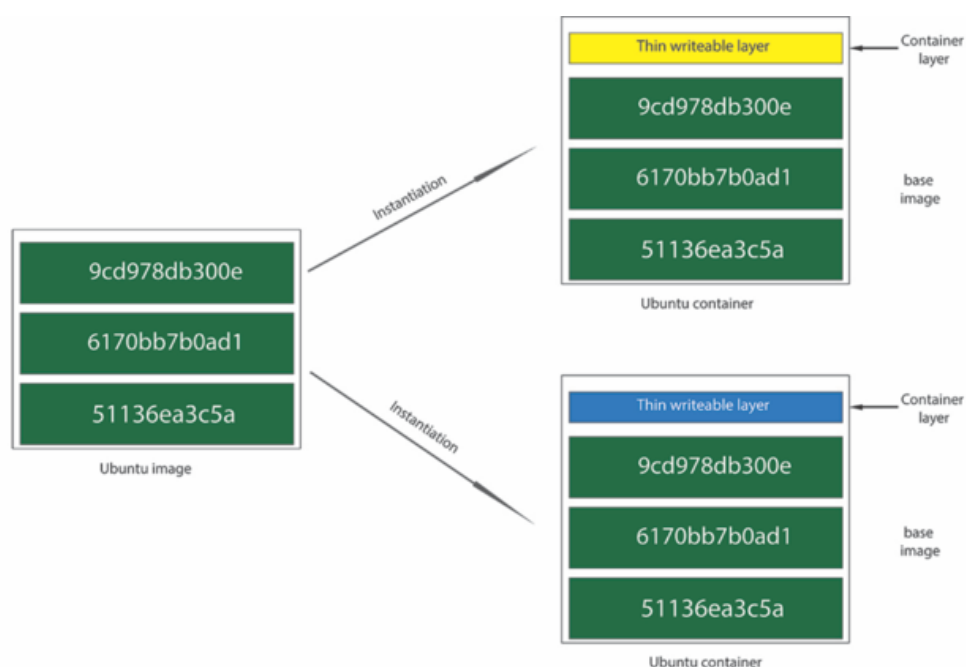 Thin writeable layer
Container
layer
9cd978db300e
6170bb7b0ad1
base
image
51136ea3c5a
Ubuntu container
Instantiation
9cd978db300e
6170bb7b0ad1
51136ea3c5a
Ubuntu image
Instantiation
Thin writeable layer
Container
layer
9cd978db300e
6170bb7b0ad1
base
image
51136ea3c5a
Ubuntu container